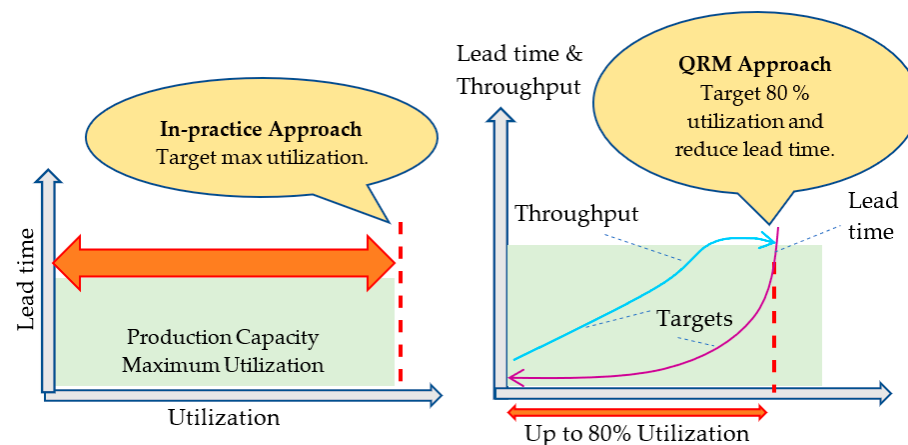 In-practice Approach
Target max utilization.
Lead time
Production Capacity
Maximum Utilization
Utilization
Lead time &
Throughput
QRM Approach
Target 80 %
utilization and
reduce lead time.
Throughput
Lead
time
Targets
Up to 80% Utilization